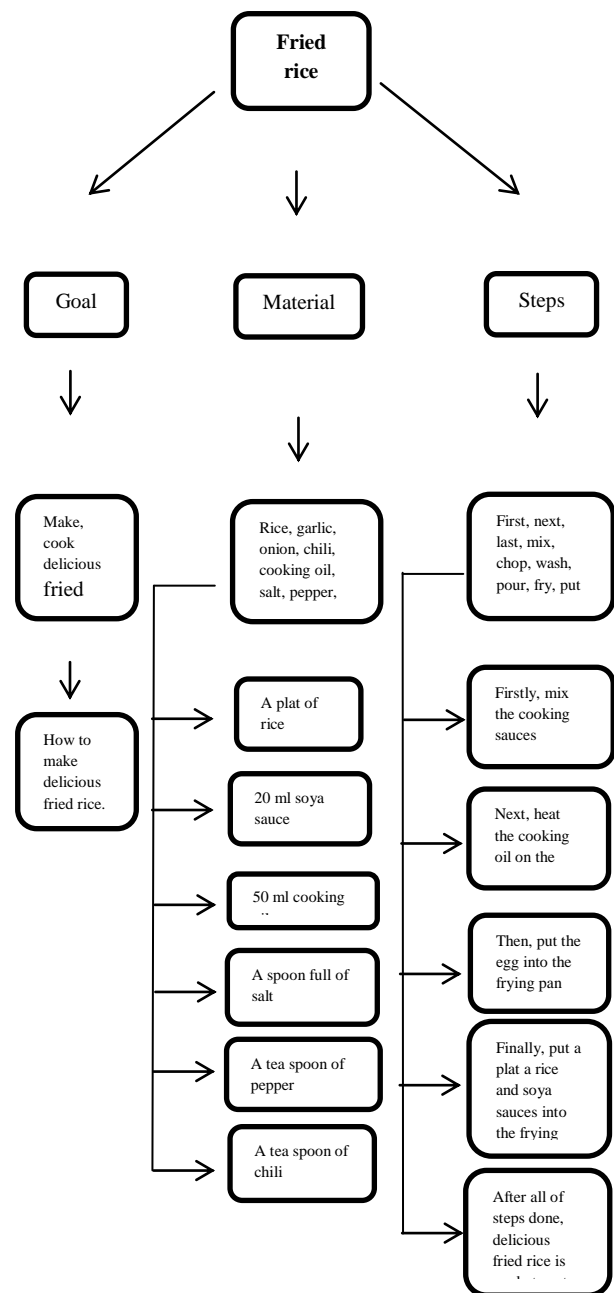 Fried
rice
Goal
Material
Steps
Make,
cook
delicious
fried
Rice, garlic,
onion, chili,
cooking oil,
salt, pepper,
First, next,
last, mix,
chop, wash,
pour, fry, put
How to
make
delicious
fried rice.
A plat of
rice
20 ml soya
sauce
50 ml cooking
A spoon full of
salt
A tea spoon of
pepper
A tea spoon of
chili
Firstly, mix
the cooking
sauces
Next, heat
the cooking
oil on the
Then, put the
egg into the
frying pan
Finally, put a
plat a rice
and soya
sauces into
the frying
After all of
steps done,
delicious
fried rice is